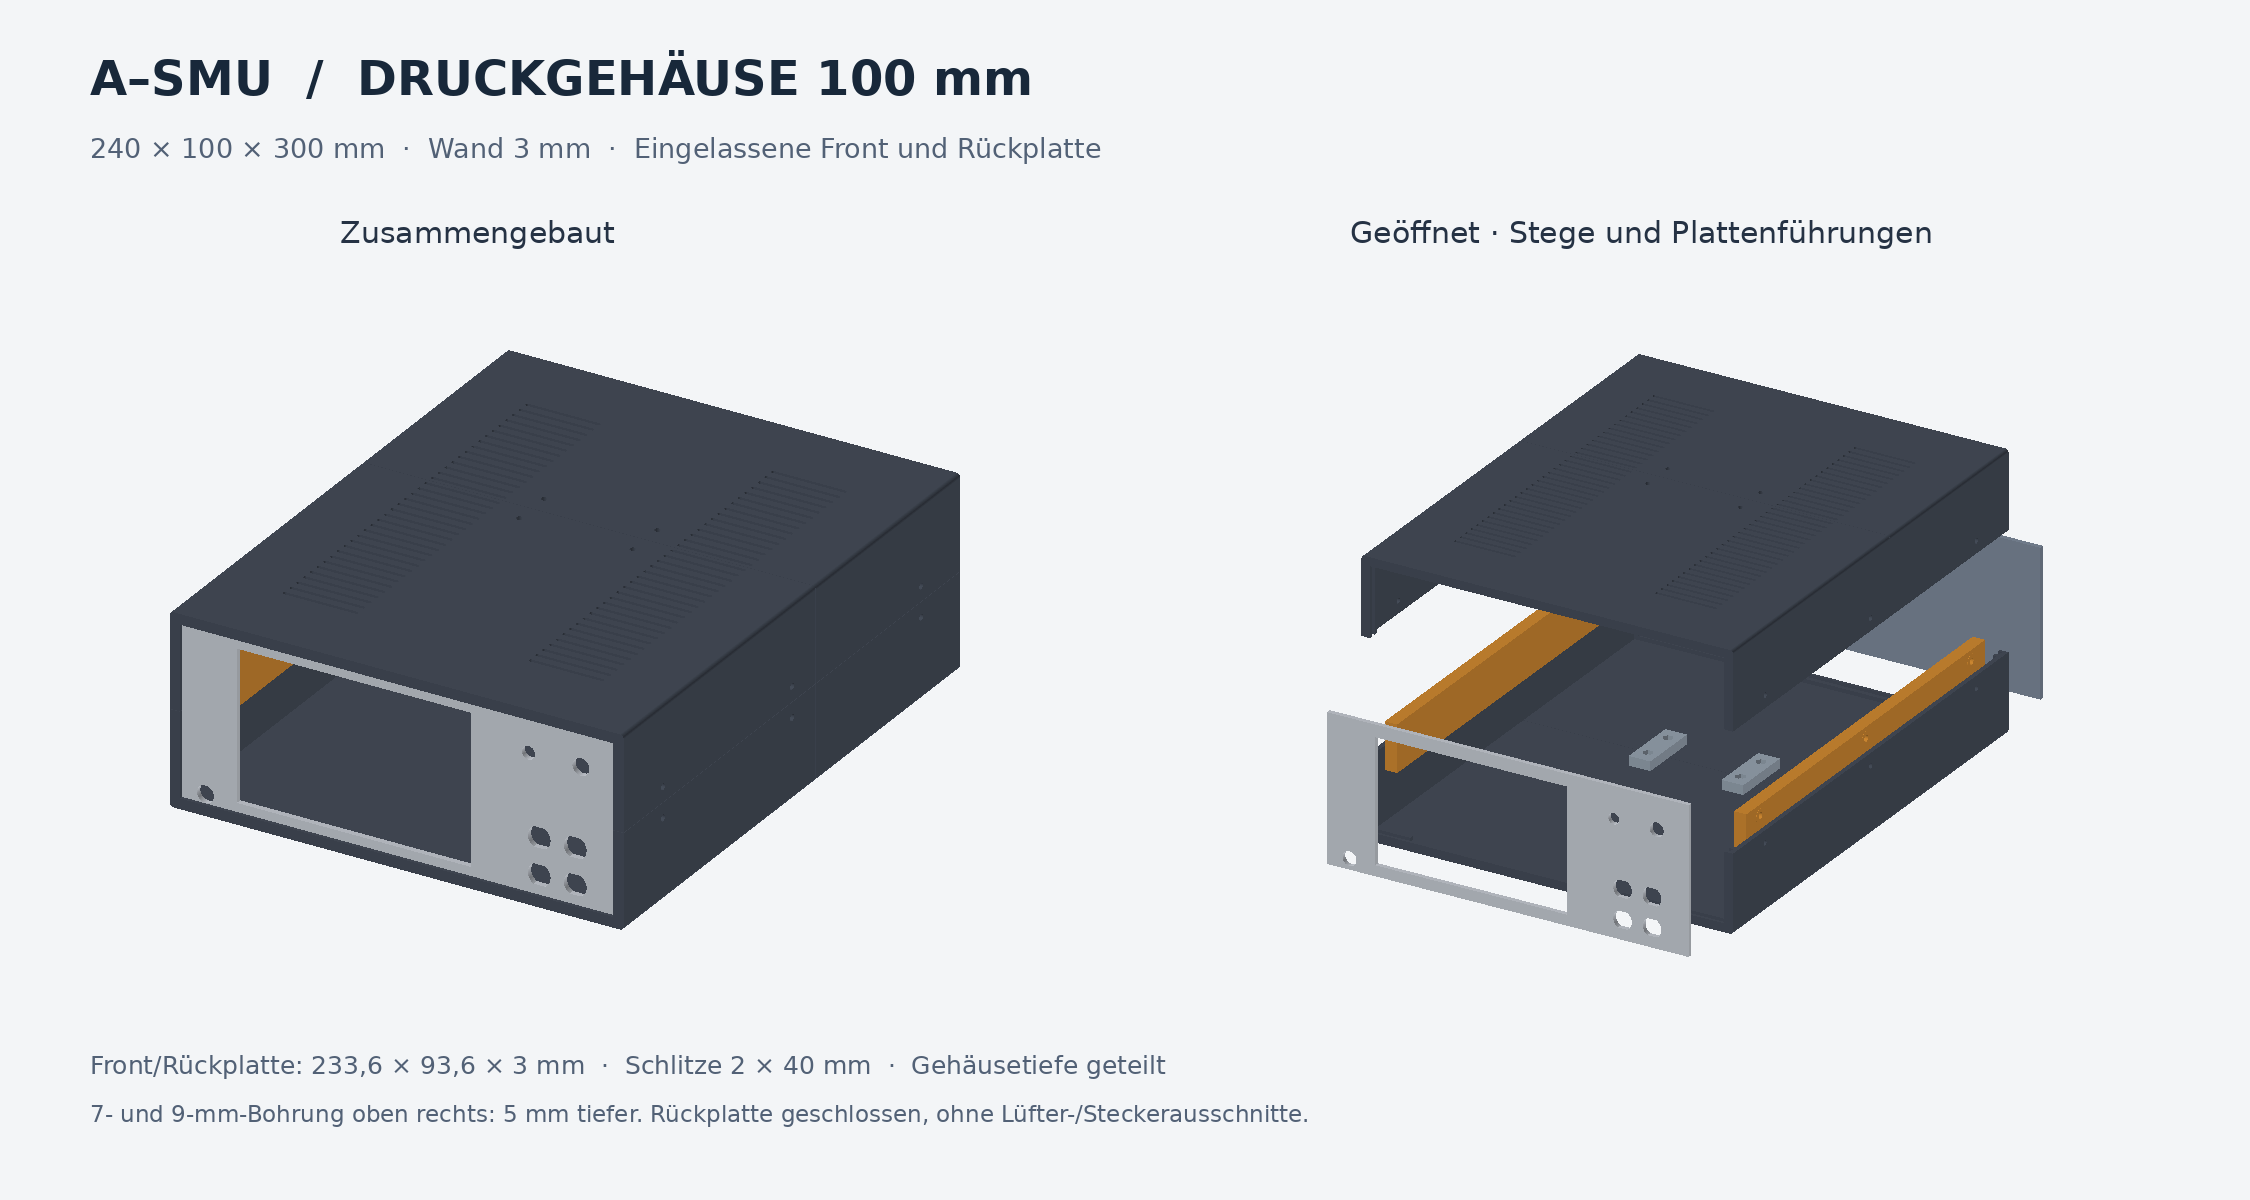 A–SMU / DRUCKGEHÄUSE 100 mm
240 × 100 × 300 mm · Wand 3 mm · Eingelassene Front und Rückplatte
Zusammengebaut
Geöffnet · Stege und Plattenführungen
Front/Rückplatte: 233,6 × 93,6 × 3 mm · Schlitze 2 × 40 mm · Gehäusetiefe geteilt
7- und 9-mm-Bohrung oben rechts: 5 mm tiefer. Rückplatte geschlossen, ohne Lüfter-/Steckerausschnitte.